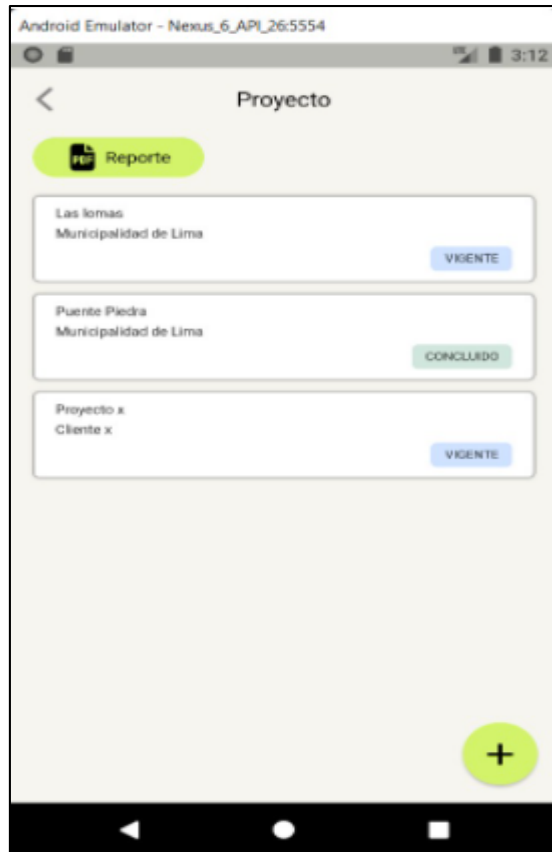 Android Emulator - Nexus_6_API_26:5554
3:12
Proyecto
PDF Reporte
Las lomas
Municipalidad de Lima
VIGENTE
Puente Piedra
Municipalidad de Lima
CONCLUIDO
Proyecto x
Cliente x
VIGENTE